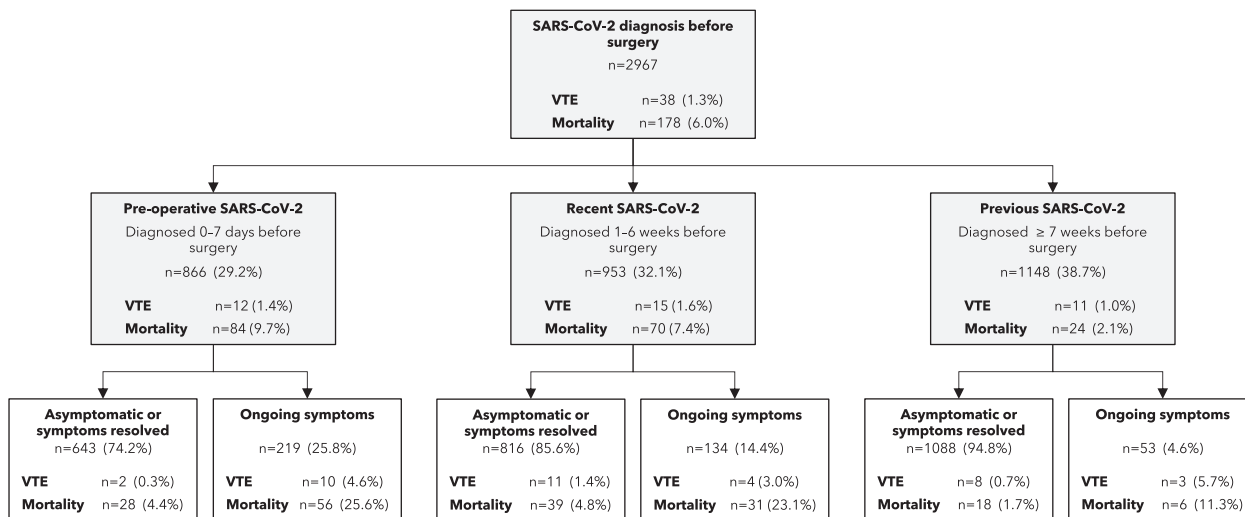 SARS-CoV-2 diagnosis before
surgery
n=2967
VTE n=38 (1.3%)
Mortality n=178 (6.0%)
Pre-operative SARS-CoV-2
Diagnosed 0–7 days before
surgery
n=866 (29.2%)
VTE n=12 (1.4%)
Mortality n=84 (9.7%)
Recent SARS-CoV-2
Diagnosed 1–6 weeks before
surgery
n=953 (32.1%)
VTE n=15 (1.6%)
Mortality n=70 (7.4%)
Previous SARS-CoV-2
Diagnosed ≥ 7 weeks before
surgery
n=1148 (38.7%)
VTE n=11 (1.0%)
Mortality n=24 (2.1%)
Asymptomatic or
symptoms resolved
n=643 (74.2%)
VTE n=2 (0.3%)
Mortality n=28 (4.4%)
Ongoing symptoms
n=219 (25.8%)
VTE n=10 (4.6%)
Mortality n=56 (25.6%)
Asymptomatic or
symptoms resolved
n=816 (85.6%)
VTE n=11 (1.4%)
Mortality n=39 (4.8%)
Ongoing symptoms
n=134 (14.4%)
VTE n=4 (3.0%)
Mortality n=31 (23.1%)
Asymptomatic or
symptoms resolved
n=1088 (94.8%)
VTE n=8 (0.7%)
Mortality n=18 (1.7%)
Ongoing symptoms
n=53 (4.6%)
VTE n=3 (5.7%)
Mortality n=6 (11.3%)